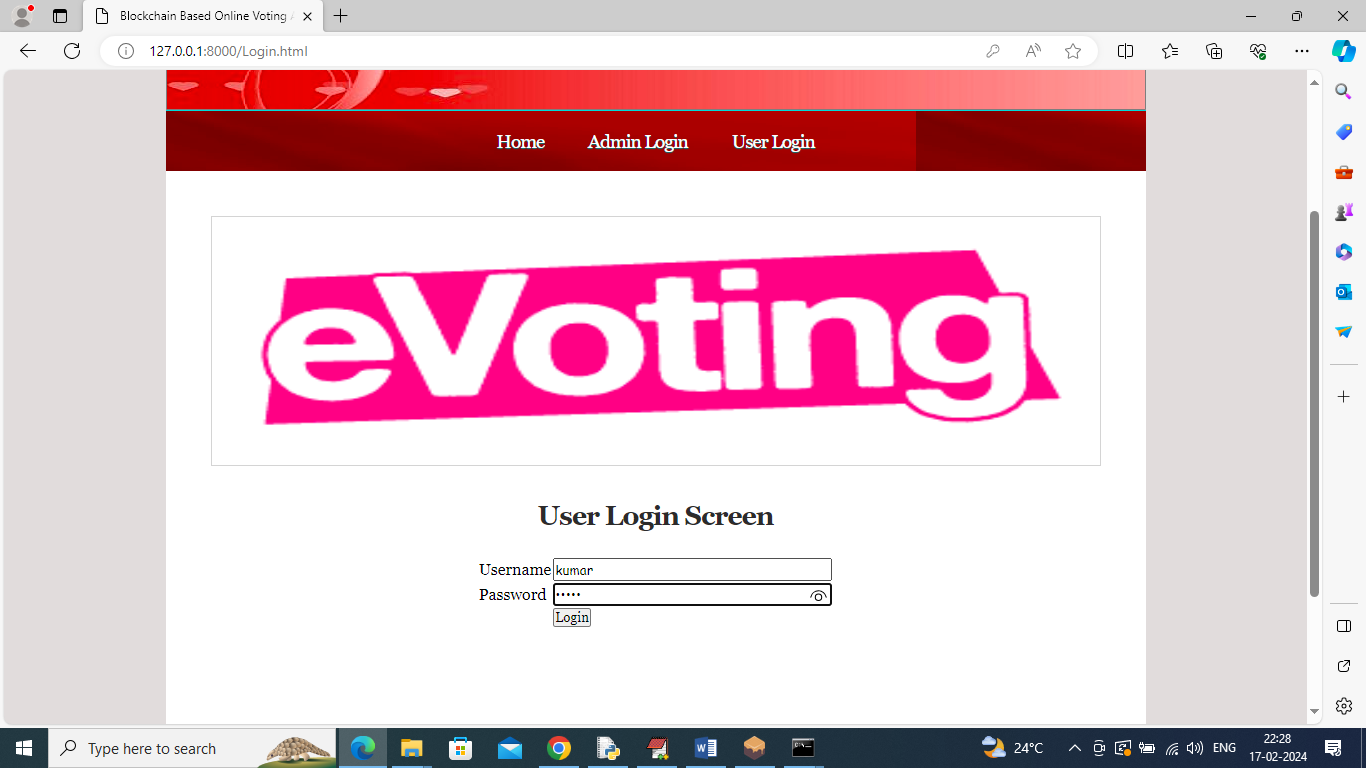 Blockchain Based Online Voting
127.0.0.1:8000/Login.html
Home Admin Login User Login
eVoting
User Login Screen
Username kumar
Password •••••
Login
Type here to search
24°C
ENG
22:28
17-02-2024